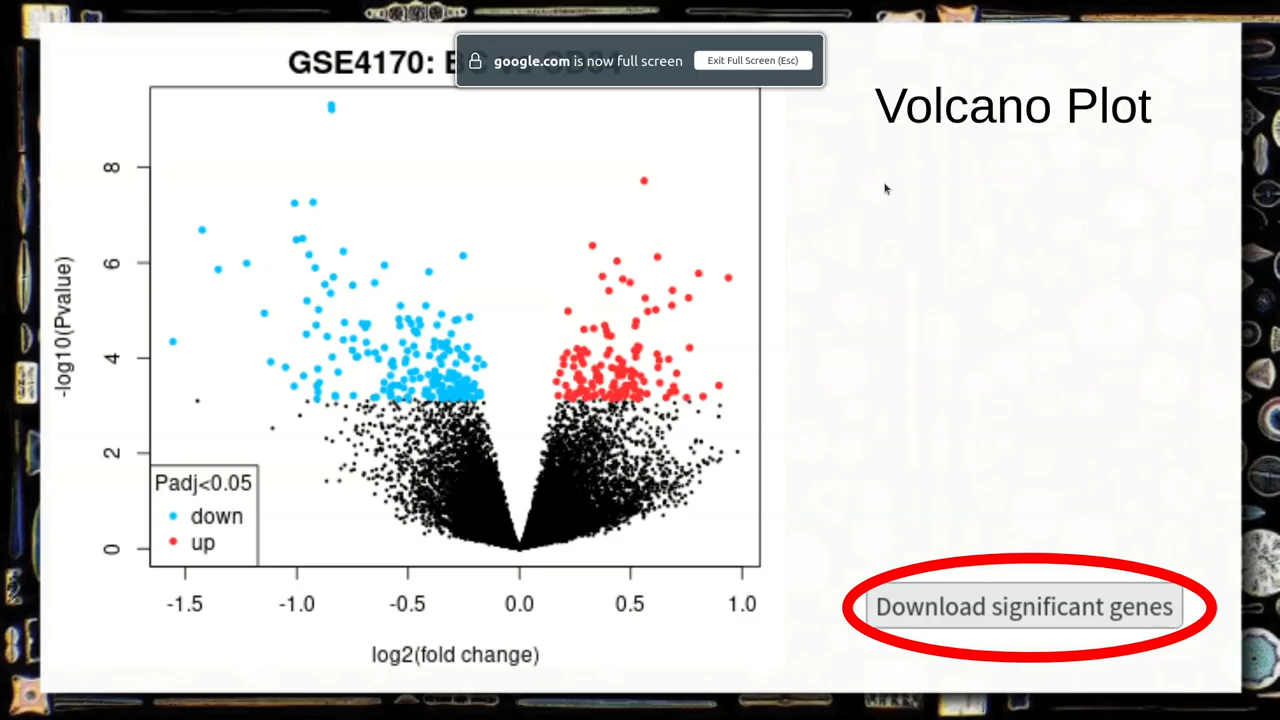 GSE4170:
google.com is now full screen
Exit Full Screen (Esc)
Volcano Plot
8
6
4
2
0
-log10(Pvalue)
Padj<0.05
down
up
-1.5 -1.0 -0.5 0.0 0.5 1.0
log2(fold change)
Download significant genes